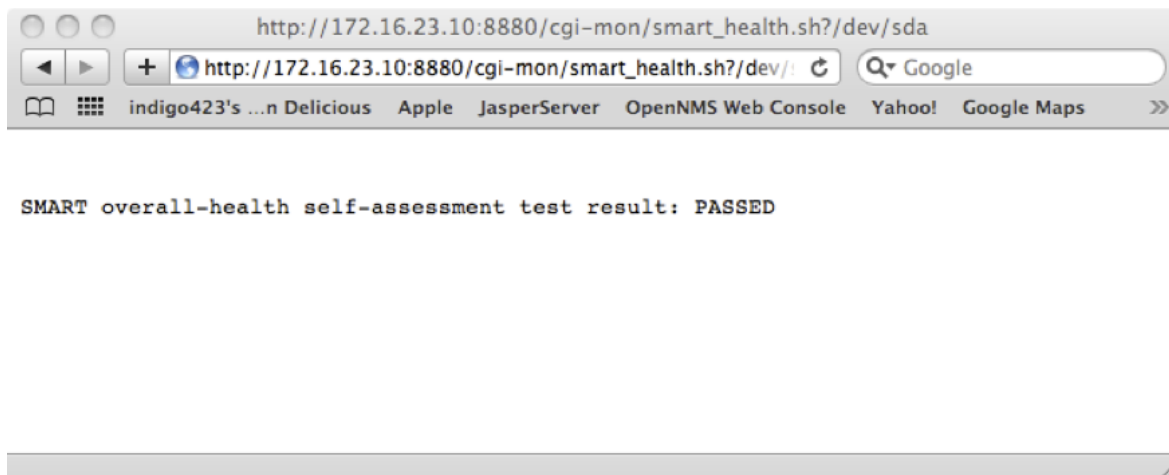 http://172.16.23.10:8880/cgi-mon/smart_health.sh?/dev/sda
http://172.16.23.10:8880/cgi-mon/smart_health.sh?/dev/ Google
indigo423's ...n Delicious Apple JasperServer OpenNMS Web Console Yahoo! Google Maps
SMART overall-health self-assessment test result: PASSED